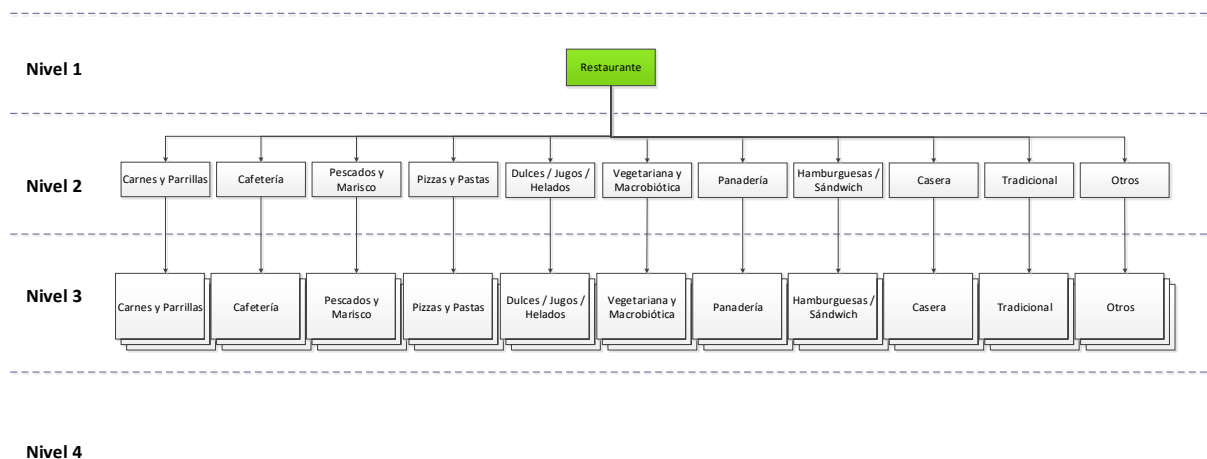 Nivel 1
Restaurante
Nivel 2
Carnes y Parrillas
Cafetería
Pescados y
Marisco
Pizzas y Pastas
Dulces / Jugos /
Helados
Vegetariana y
Macrobiótica
Panadería
Hamburguesas /
Sándwich
Casera
Tradicional
Otros
Nivel 3
Carnes y Parrillas
Cafetería
Pescados y
Marisco
Pizzas y Pastas
Dulces / Jugos /
Helados
Vegetariana y
Macrobiótica
Panadería
Hamburguesas /
Sándwich
Casera
Tradicional
Otros
Nivel 4